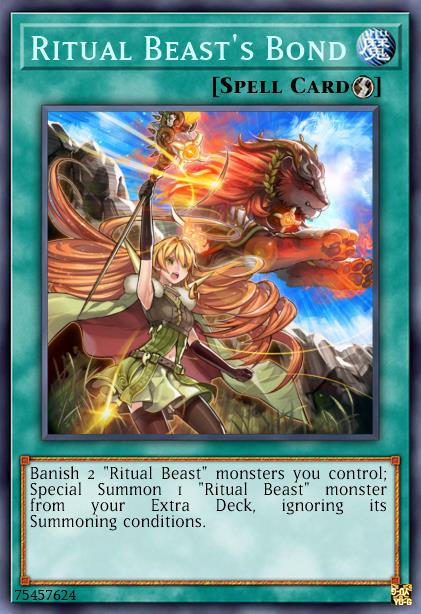 Ritual Beast's Bond
[Spell Card]
Banish 2 "Ritual Beast" monsters you control;
Special Summon 1 "Ritual Beast" monster
from your Extra Deck, ignoring its
Summoning conditions.
75457624